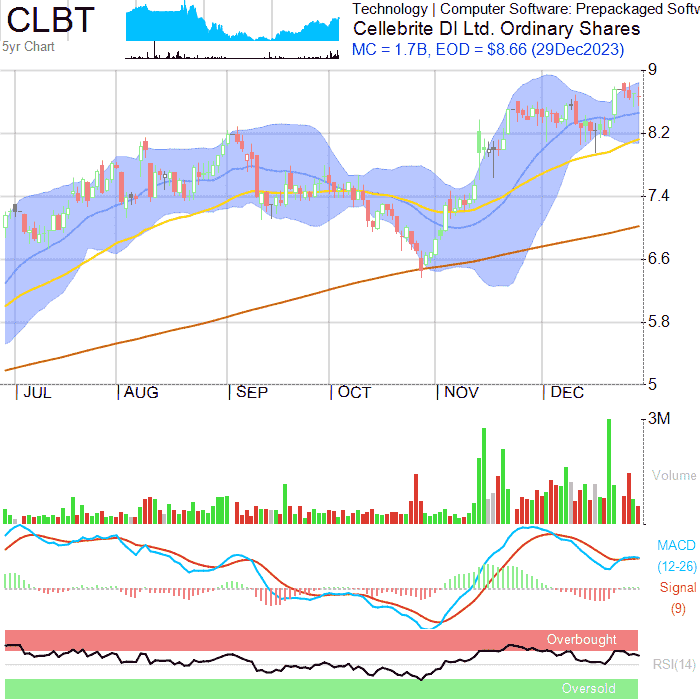 CLBT
5yr Chart
Technology | Computer Software: Prepackaged Softw
Cellebrite DI Ltd. Ordinary Shares
MC = 1.7B, EOD = $8.66 (29Dec2023)
9
8.2
7.4
6.6
5.8
5
JUL AUG SEP OCT NOV DEC
3M
Volume
MACD
(12-26)
Signal
(9)
Overbought
RSI(14)
Oversold